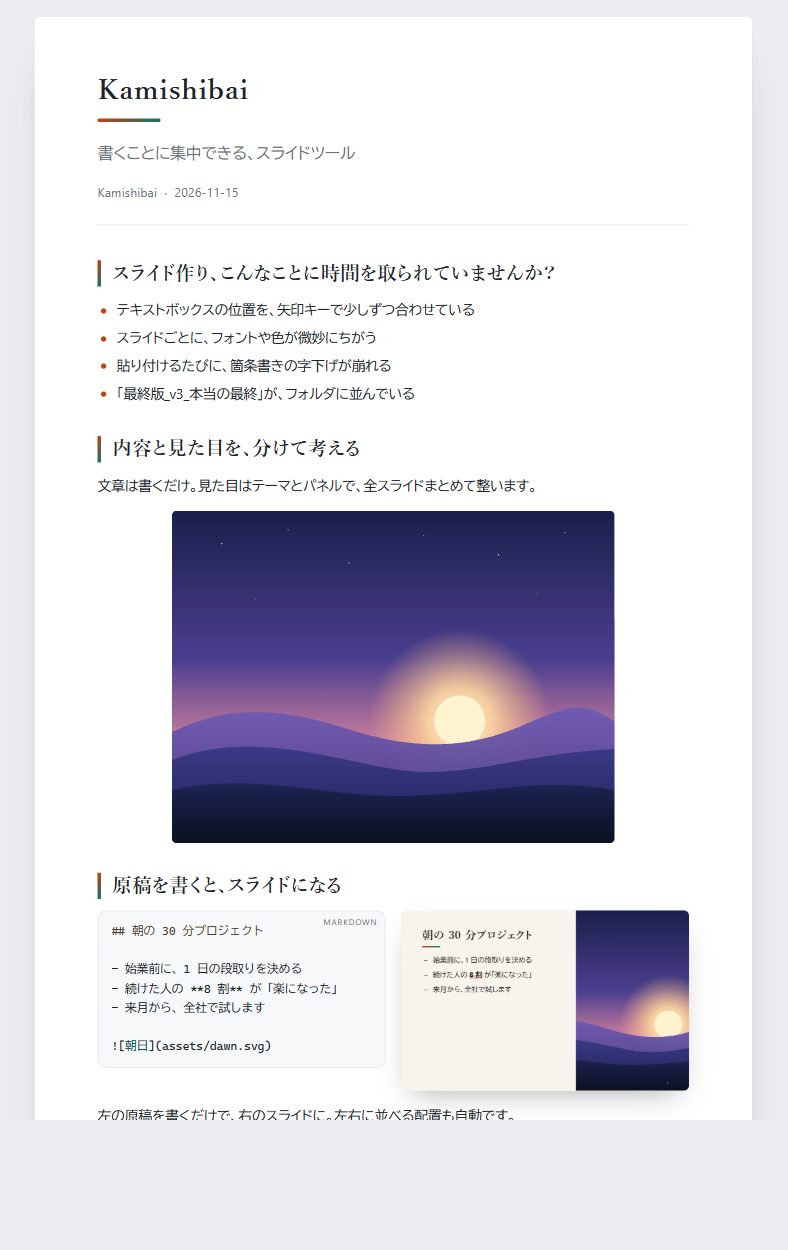 Kamishibai
書くことに集中できる、スライドツール
Kamishibai · 2026-11-15
スライド作り、こんなことに時間を取られていませんか？
テキストボックスの位置を、矢印キーで少しずつ合わせている
スライドごとに、フォントや色が微妙にちがう
貼り付けるたびに、箇条書きの字下げが崩れる
「最終版_v3_本当の最終」が、フォルダに並んでいる
内容と見た目を、分けて考える
文章は書くだけ。見た目はテーマとパネルで、全スライドまとめて整います。
原稿を書くと、スライドになる
MARKDOWN
## 朝の 30 分プロジェクト
- 始業前に、1 日の段取りを決める
- 続けた人の **8 割** が「楽になった」
- 来月から、全社で試します
![朝日](assets/dawn.svg)
朝の 30 分プロジェクト
– 始業前に、1 日の段取りを決める
– 続けた人の 8 割 が「楽になった」
– 来月から、全社で試します
左の原稿を書くだけで、右のスライドに。左右に並べる配置も自動です。